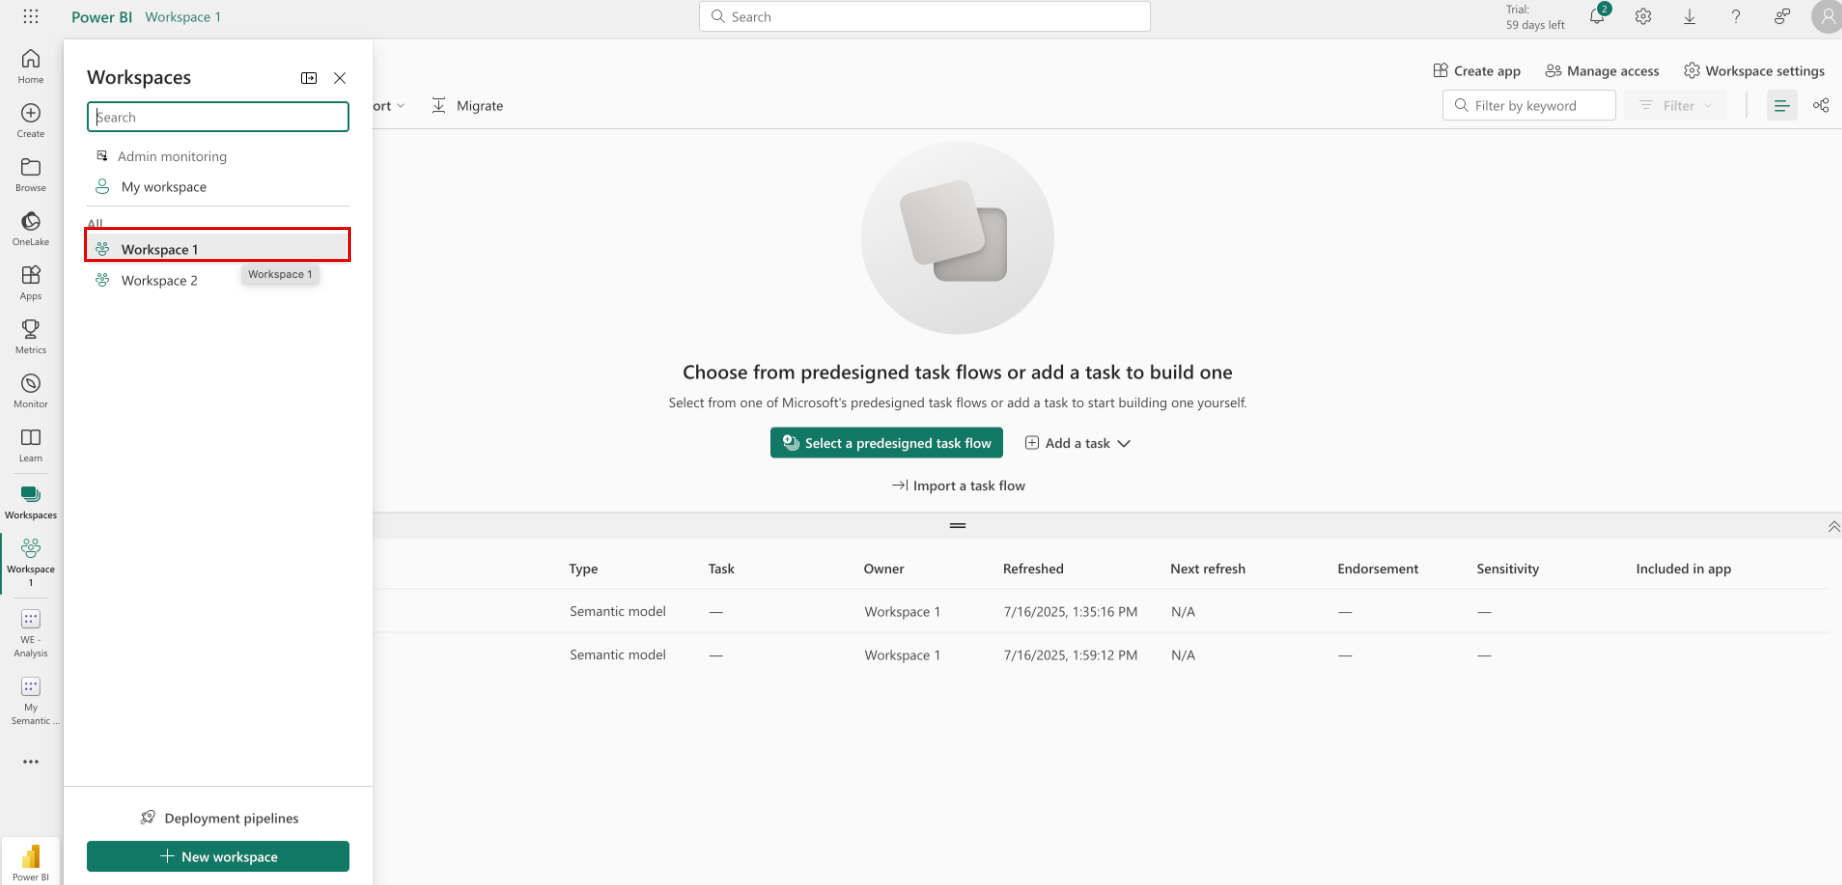 Power BI Workspace 1
Search
Trial:
59 days left
2
Home
Create
Browse
OneLake
Apps
Metrics
Monitor
Learn
Workspaces
Workspace
1
WE -
Analysis
My
Semantic ...
Power BI
Workspaces
Search
Admin monitoring
My workspace
All
Workspace 1
Workspace 1
Workspace 2
Deployment pipelines
New workspace
Create app Manage access Workspace settings
ort Migrate
Filter by keyword Filter
Choose from predesigned task flows or add a task to build one
Select from one of Microsoft's predesigned task flows or add a task to start building one yourself.
Select a predesigned task flow Add a task
Import a task flow
Type Task Owner Refreshed Next refresh Endorsement Sensitivity Included in app
Semantic model — Workspace 1 7/16/2025, 1:35:16 PM N/A — —
Semantic model — Workspace 1 7/16/2025, 1:59:12 PM N/A — —